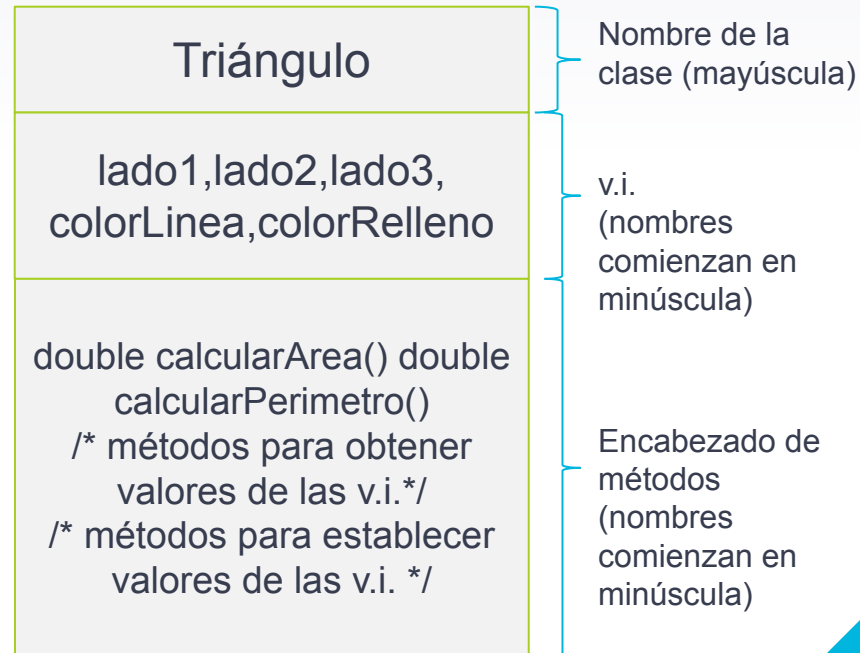 Triángulo
Nombre de la
clase (mayúscula)
lado1,lado2,lado3,
colorLinea,colorRelleno
v.i.
(nombres
comienzan en
minúscula)
double calcularArea() double
calcularPerimetro()
/* métodos para obtener
valores de las v.i.*/
/* métodos para establecer
valores de las v.i. */
Encabezado de
métodos
(nombres
comienzan en
minúscula)